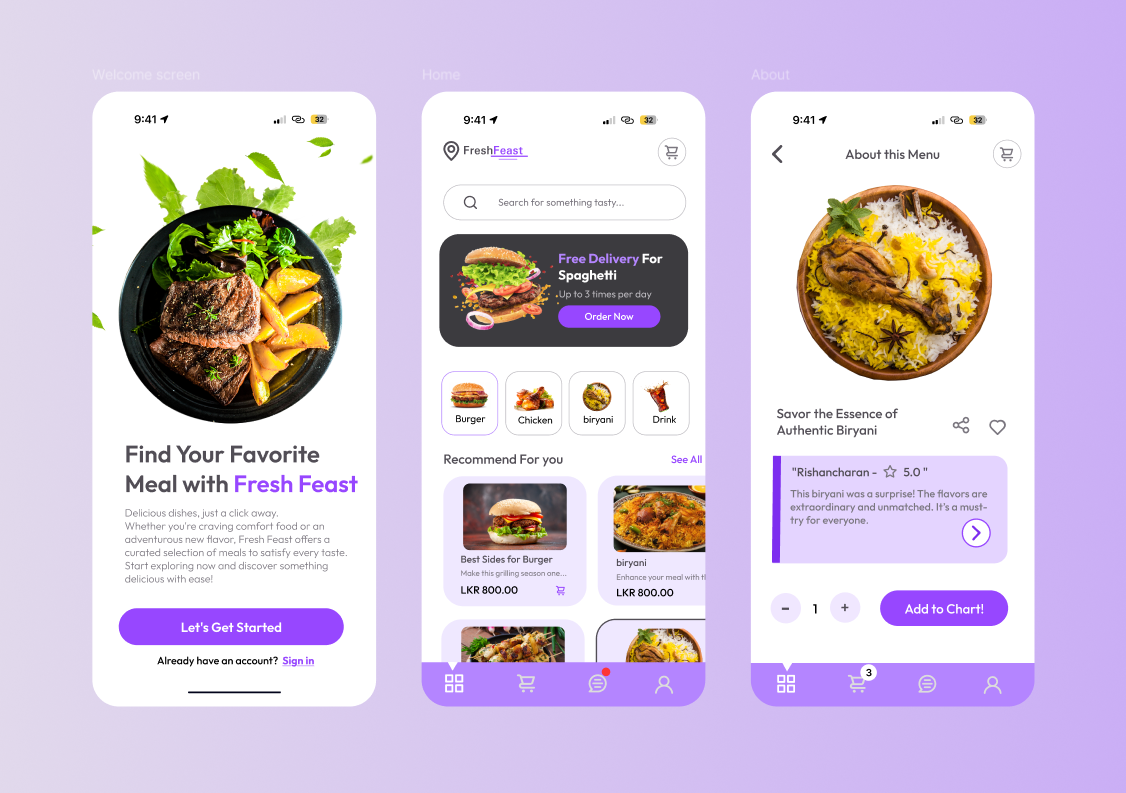 Welcome screen
9:41
32
Find Your Favorite
Meal with Fresh Feast
Delicious dishes, just a click away.
Whether you're craving comfort food or an
adventurous new flavor, Fresh Feast offers a
curated selection of meals to satisfy every taste.
Start exploring now and discover something
delicious with ease!
Let's Get Started
Already have an account? Sign in
Home
9:41
32
FreshFeast
Search for something tasty...
Free Delivery For
Spaghetti
Up to 3 times per day
Order Now
Burger
Chicken
biryani
Drink
Recommend For you
See All
Best Sides for Burger
Make this grilling season one...
LKR 800.00
biryani
Enhance your meal with
LKR 800.00
About
9:41
32
About this Menu
Savor the Essence of
Authentic Biryani
"Rishancharan - 5.0 "
This biryani was a surprise! The flavors are
extraordinary and unmatched. It's a must-
try for everyone.
- 1 +
Add to Chart!
3